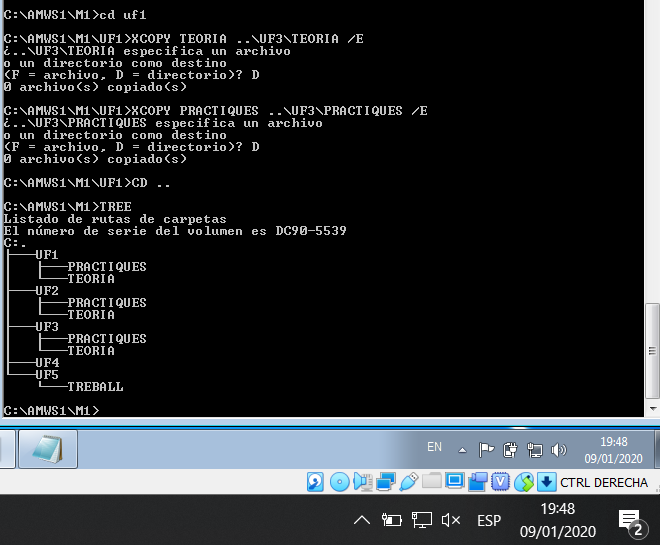 C:\AMWS1\M1>cd uf1
C:\AMWS1\M1\UF1>XCOPY TEORIA ..\UF3\TEORIA /E
¿..\UF3\TEORIA especifica un archivo
o un directorio como destino
(F = archivo, D = directorio)? D
0 archivo(s) copiado(s)
C:\AMWS1\M1\UF1>XCOPY PRACTIQUES ..\UF3\PRACTIQUES /E
¿..\UF3\PRACTIQUES especifica un archivo
o un directorio como destino
(F = archivo, D = directorio)? D
0 archivo(s) copiado(s)
C:\AMWS1\M1\UF1>CD ..
C:\AMWS1\M1>TREE
Listado de rutas de carpetas
El número de serie del volumen es DC90-5539
C:.
├───UF1
│   ├───PRACTIQUES
│   └───TEORIA
├───UF2
│   ├───PRACTIQUES
│   └───TEORIA
├───UF3
│   ├───PRACTIQUES
│   └───TEORIA
├───UF4
└───UF5
    └───TREBALL
C:\AMWS1\M1>
EN 19:48
09/01/2020
CTRL DERECHA
ESP 19:48
09/01/2020
2